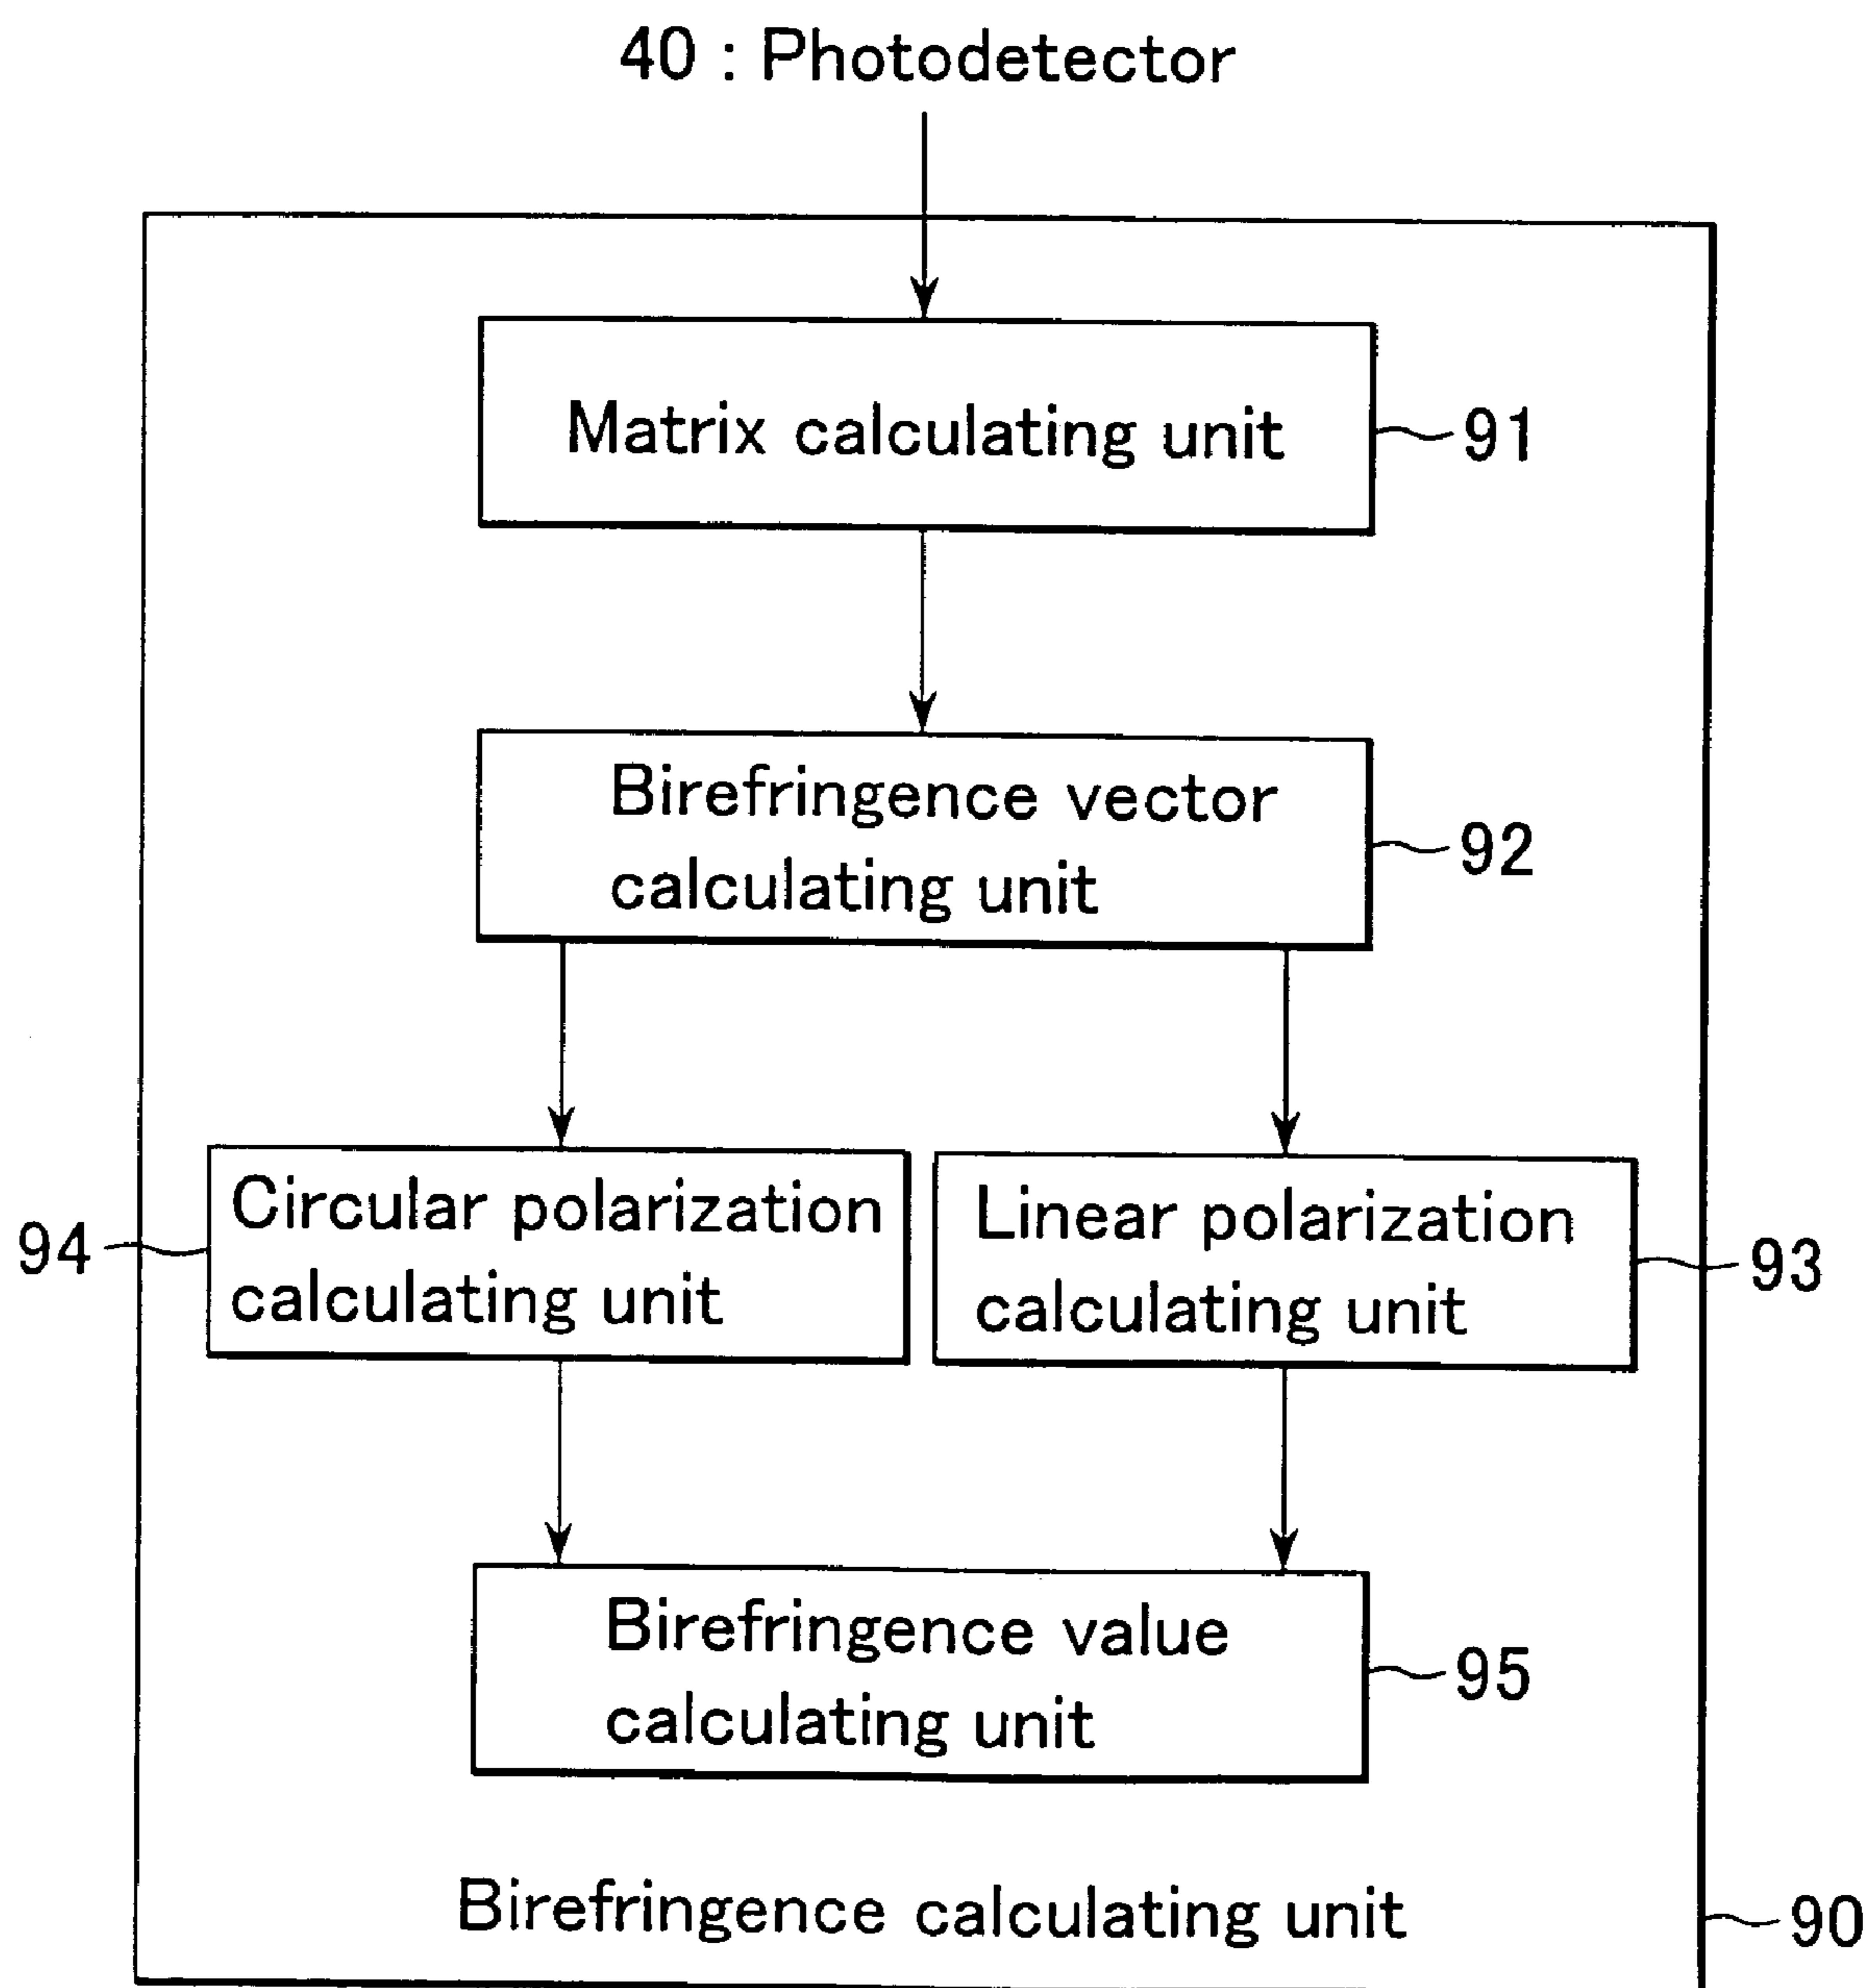 40 : Photodetector
Matrix calculating unit
91
Birefringence vector
calculating unit
92
Circular polarization
calculating unit
94
Linear polarization
calculating unit
93
Birefringence value
calculating unit
95
Birefringence calculating unit
90